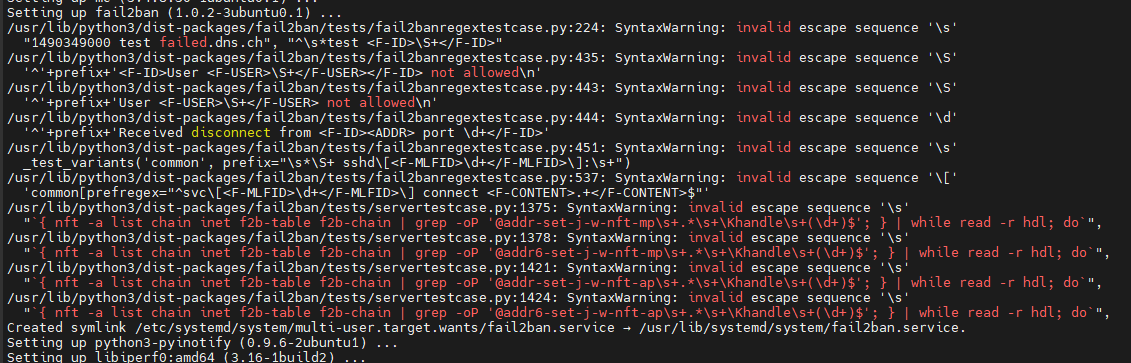 Setting up fail2ban (1.0.2-3ubuntu0.1) ...
/usr/lib/python3/dist-packages/fail2ban/tests/fail2banregextestcase.py:224: SyntaxWarning: invalid escape sequence '\s'
"1490349000 test failed.dns.ch", "^\s*test <F-ID>\S+</F-ID>"
/usr/lib/python3/dist-packages/fail2ban/tests/fail2banregextestcase.py:435: SyntaxWarning: invalid escape sequence '\S'
'^'+prefix+'<F-ID>User <F-USER>\S+</F-USER></F-ID> not allowed\n'
/usr/lib/python3/dist-packages/fail2ban/tests/fail2banregextestcase.py:443: SyntaxWarning: invalid escape sequence '\S'
'^'+prefix+'User <F-USER>\S+</F-USER> not allowed\n'
/usr/lib/python3/dist-packages/fail2ban/tests/fail2banregextestcase.py:444: SyntaxWarning: invalid escape sequence '\d'
'^'+prefix+'Received disconnect from <F-ID><ADDR> port \d+</F-ID>'
/usr/lib/python3/dist-packages/fail2ban/tests/fail2banregextestcase.py:451: SyntaxWarning: invalid escape sequence '\s'
_test_variants('common', prefix="\s*\S+ sshd\[<F-MLFID>\d+</F-MLFID>\]:\s+")
/usr/lib/python3/dist-packages/fail2ban/tests/fail2banregextestcase.py:537: SyntaxWarning: invalid escape sequence '\['
'common[prefregex="^svc\[<F-MLFID>\d+</F-MLFID>\] connect <F-CONTENT>.+</F-CONTENT>$"'
/usr/lib/python3/dist-packages/fail2ban/tests/servertestcase.py:1375: SyntaxWarning: invalid escape sequence '\s'
"`{ nft -a list chain inet f2b-table f2b-chain | grep -oP '@addr-set-j-w-nft-mp\s+.*\s+\Khandle\s+(\d+)$'; } | while read -r hdl; do`",
/usr/lib/python3/dist-packages/fail2ban/tests/servertestcase.py:1378: SyntaxWarning: invalid escape sequence '\s'
"`{ nft -a list chain inet f2b-table f2b-chain | grep -oP '@addr6-set-j-w-nft-mp\s+.*\s+\Khandle\s+(\d+)$'; } | while read -r hdl; do`",
/usr/lib/python3/dist-packages/fail2ban/tests/servertestcase.py:1421: SyntaxWarning: invalid escape sequence '\s'
"`{ nft -a list chain inet f2b-table f2b-chain | grep -oP '@addr-set-j-w-nft-ap\s+.*\s+\Khandle\s+(\d+)$'; } | while read -r hdl; do`",
/usr/lib/python3/dist-packages/fail2ban/tests/servertestcase.py:1424: SyntaxWarning: invalid escape sequence '\s'
"`{ nft -a list chain inet f2b-table f2b-chain | grep -oP '@addr6-set-j-w-nft-ap\s+.*\s+\Khandle\s+(\d+)$'; } | while read -r hdl; do`",
Created symlink /etc/systemd/system/multi-user.target.wants/fail2ban.service → /usr/lib/systemd/system/fail2ban.service.
Setting up python3-pyinotify (0.9.6-2ubuntu1) ...
Setting up libiperf0:amd64 (3.16-1build2) ...